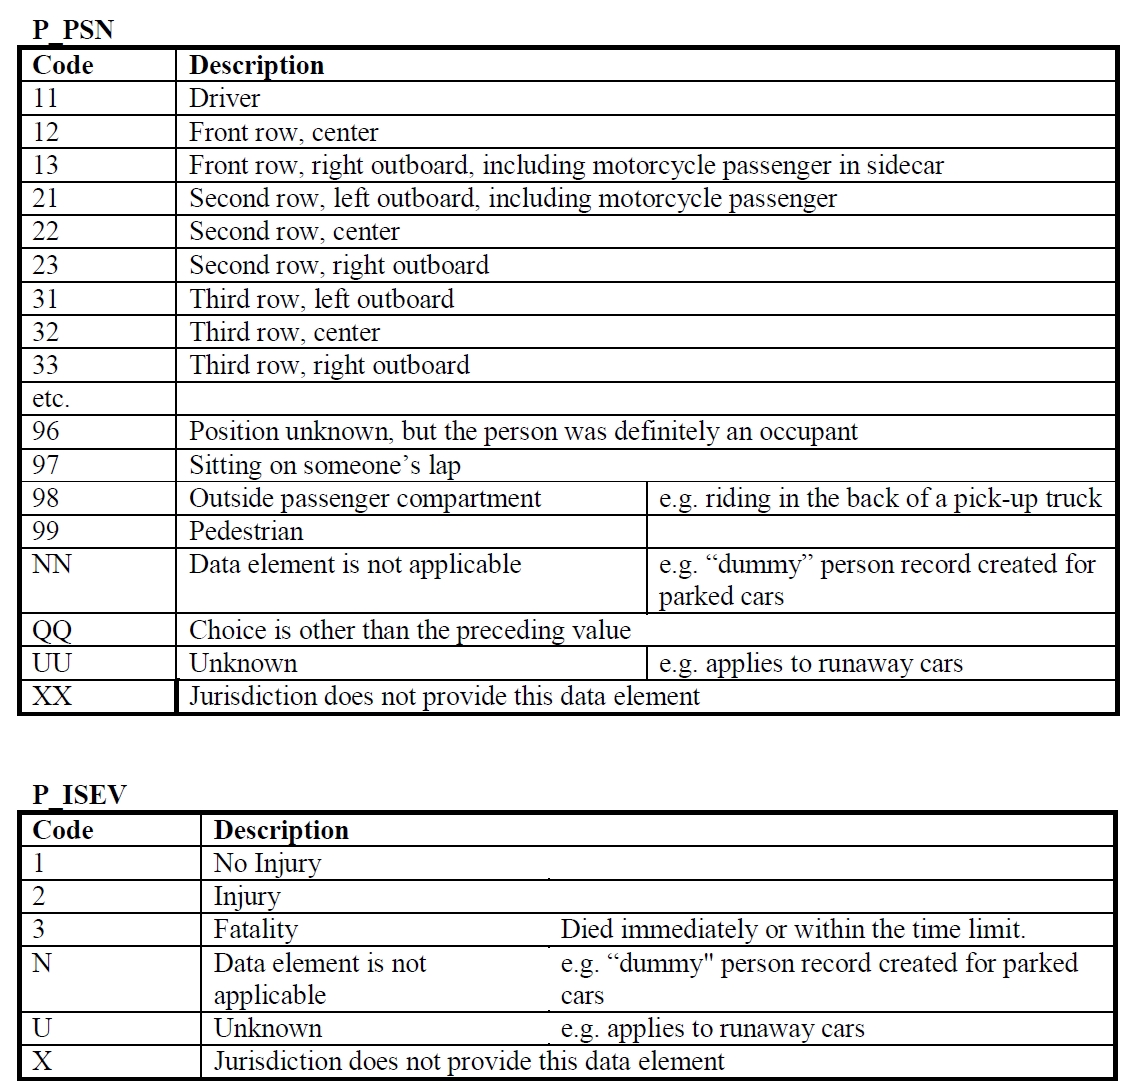 P_PSN
Code Description
11 Driver
12 Front row, center
13 Front row, right outboard, including motorcycle passenger in sidecar
21 Second row, left outboard, including motorcycle passenger
22 Second row, center
23 Second row, right outboard
31 Third row, left outboard
32 Third row, center
33 Third row, right outboard
etc.
96 Position unknown, but the person was definitely an occupant
97 Sitting on someone’s lap
98 Outside passenger compartment e.g. riding in the back of a pick-up truck
99 Pedestrian
NN Data element is not applicable e.g. “dummy” person record created for
parked cars
QQ Choice is other than the preceding value
UU Unknown e.g. applies to runaway cars
XX Jurisdiction does not provide this data element
P_ISEV
Code Description
1 No Injury
2 Injury
3 Fatality Died immediately or within the time limit.
N Data element is not e.g. “dummy" person record created for parked
applicable cars
U Unknown e.g. applies to runaway cars
X Jurisdiction does not provide this data element